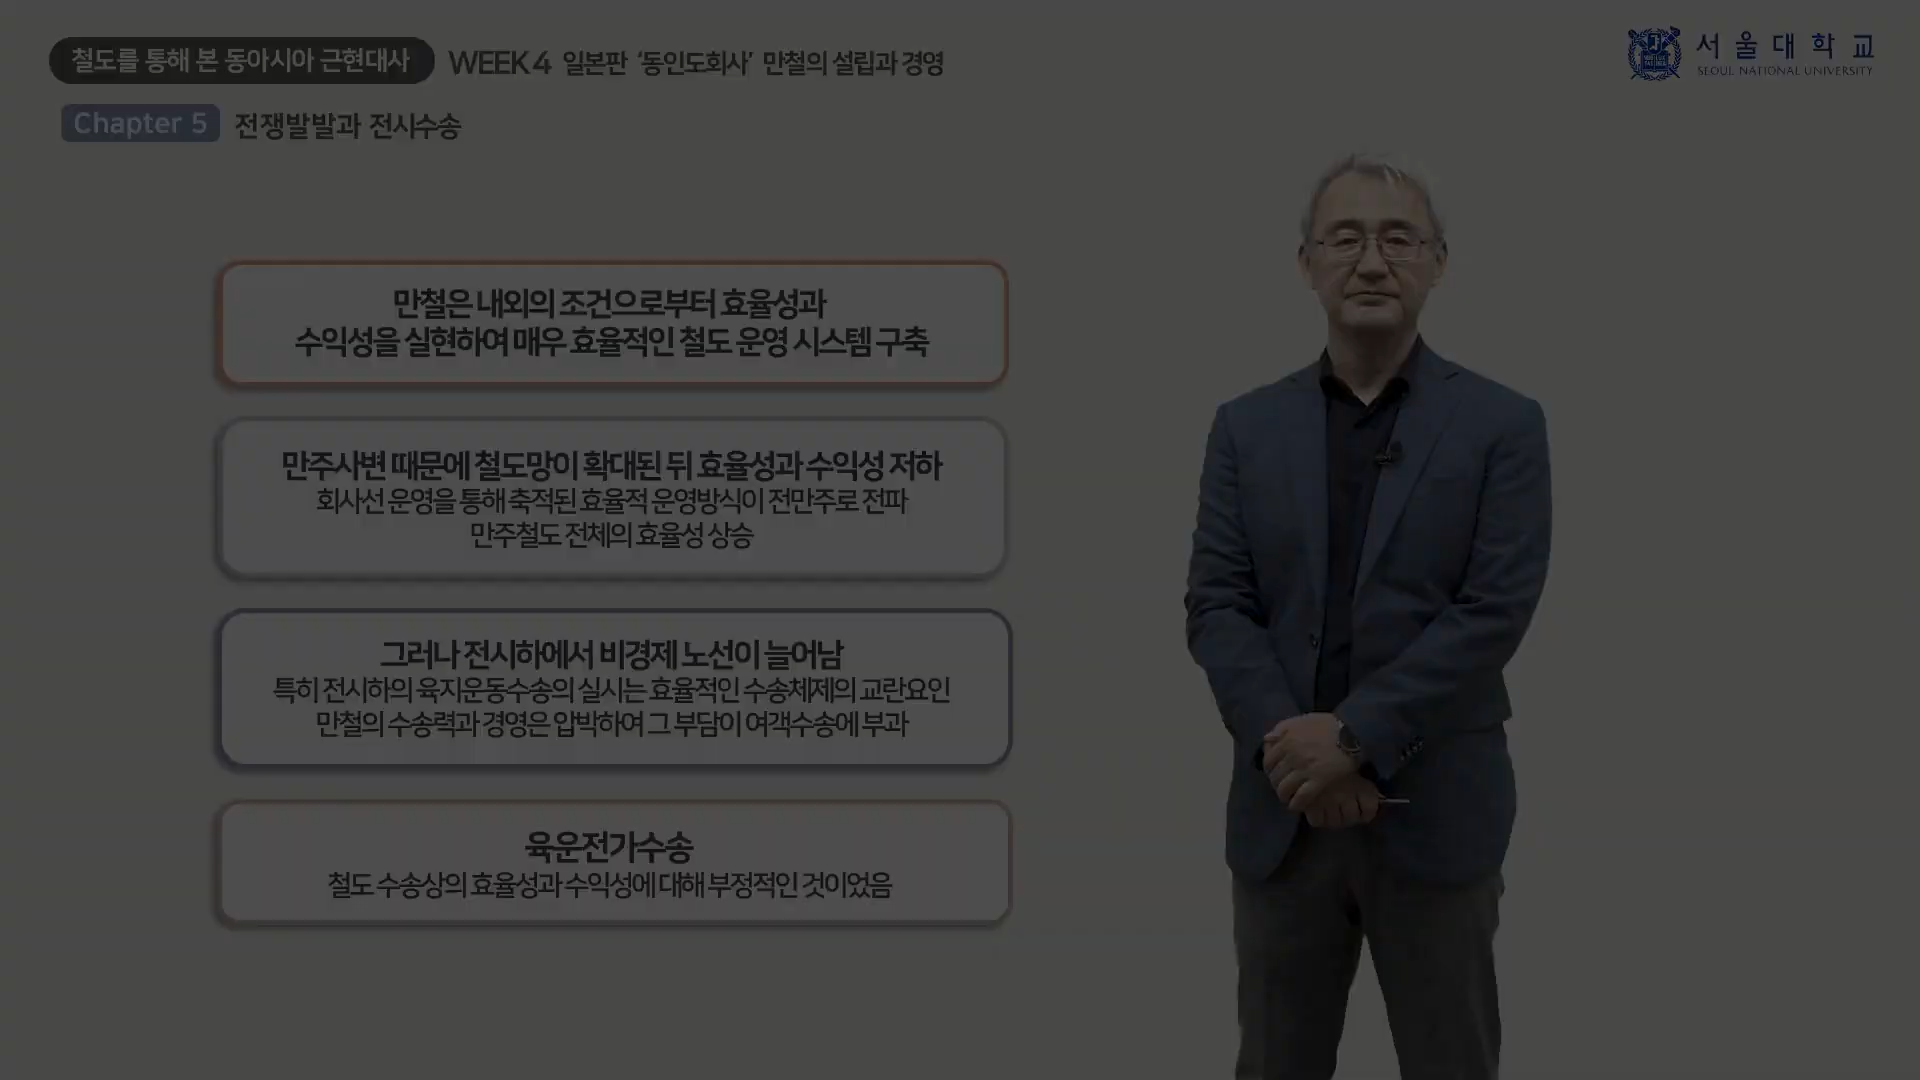 철도를 통해 본 동아시아 근현대사
WEEK 4 일본판 '동인도회사' 만철의 설립과 경영
서울대학교
SEOUL NATIONAL UNIVERSITY
Chapter 5 전쟁발발과 전시수송
만철은 내외의 조건으로부터 효율성과
수익성을 실현하여 매우 효율적인 철도 운영 시스템 구축
만주사변 때문에 철도망이 확대된 뒤 효율성과 수익성 저하
회사선 운영을 통해 축적된 효율적 운영방식이 전만주로 전파
만주철도 전체의 효율성 상승
그러나 전시하에서 비경제 노선이 늘어남
특히 전시하의 육지운동수송의 실시는 효율적인 수송체제의 교란요인
만철의 수송력과 경영은 압박하여 그 부담이 여객수송에 부과
육운전가수송
철도 수송상의 효율성과 수익성에 대해 부정적인 것이었음